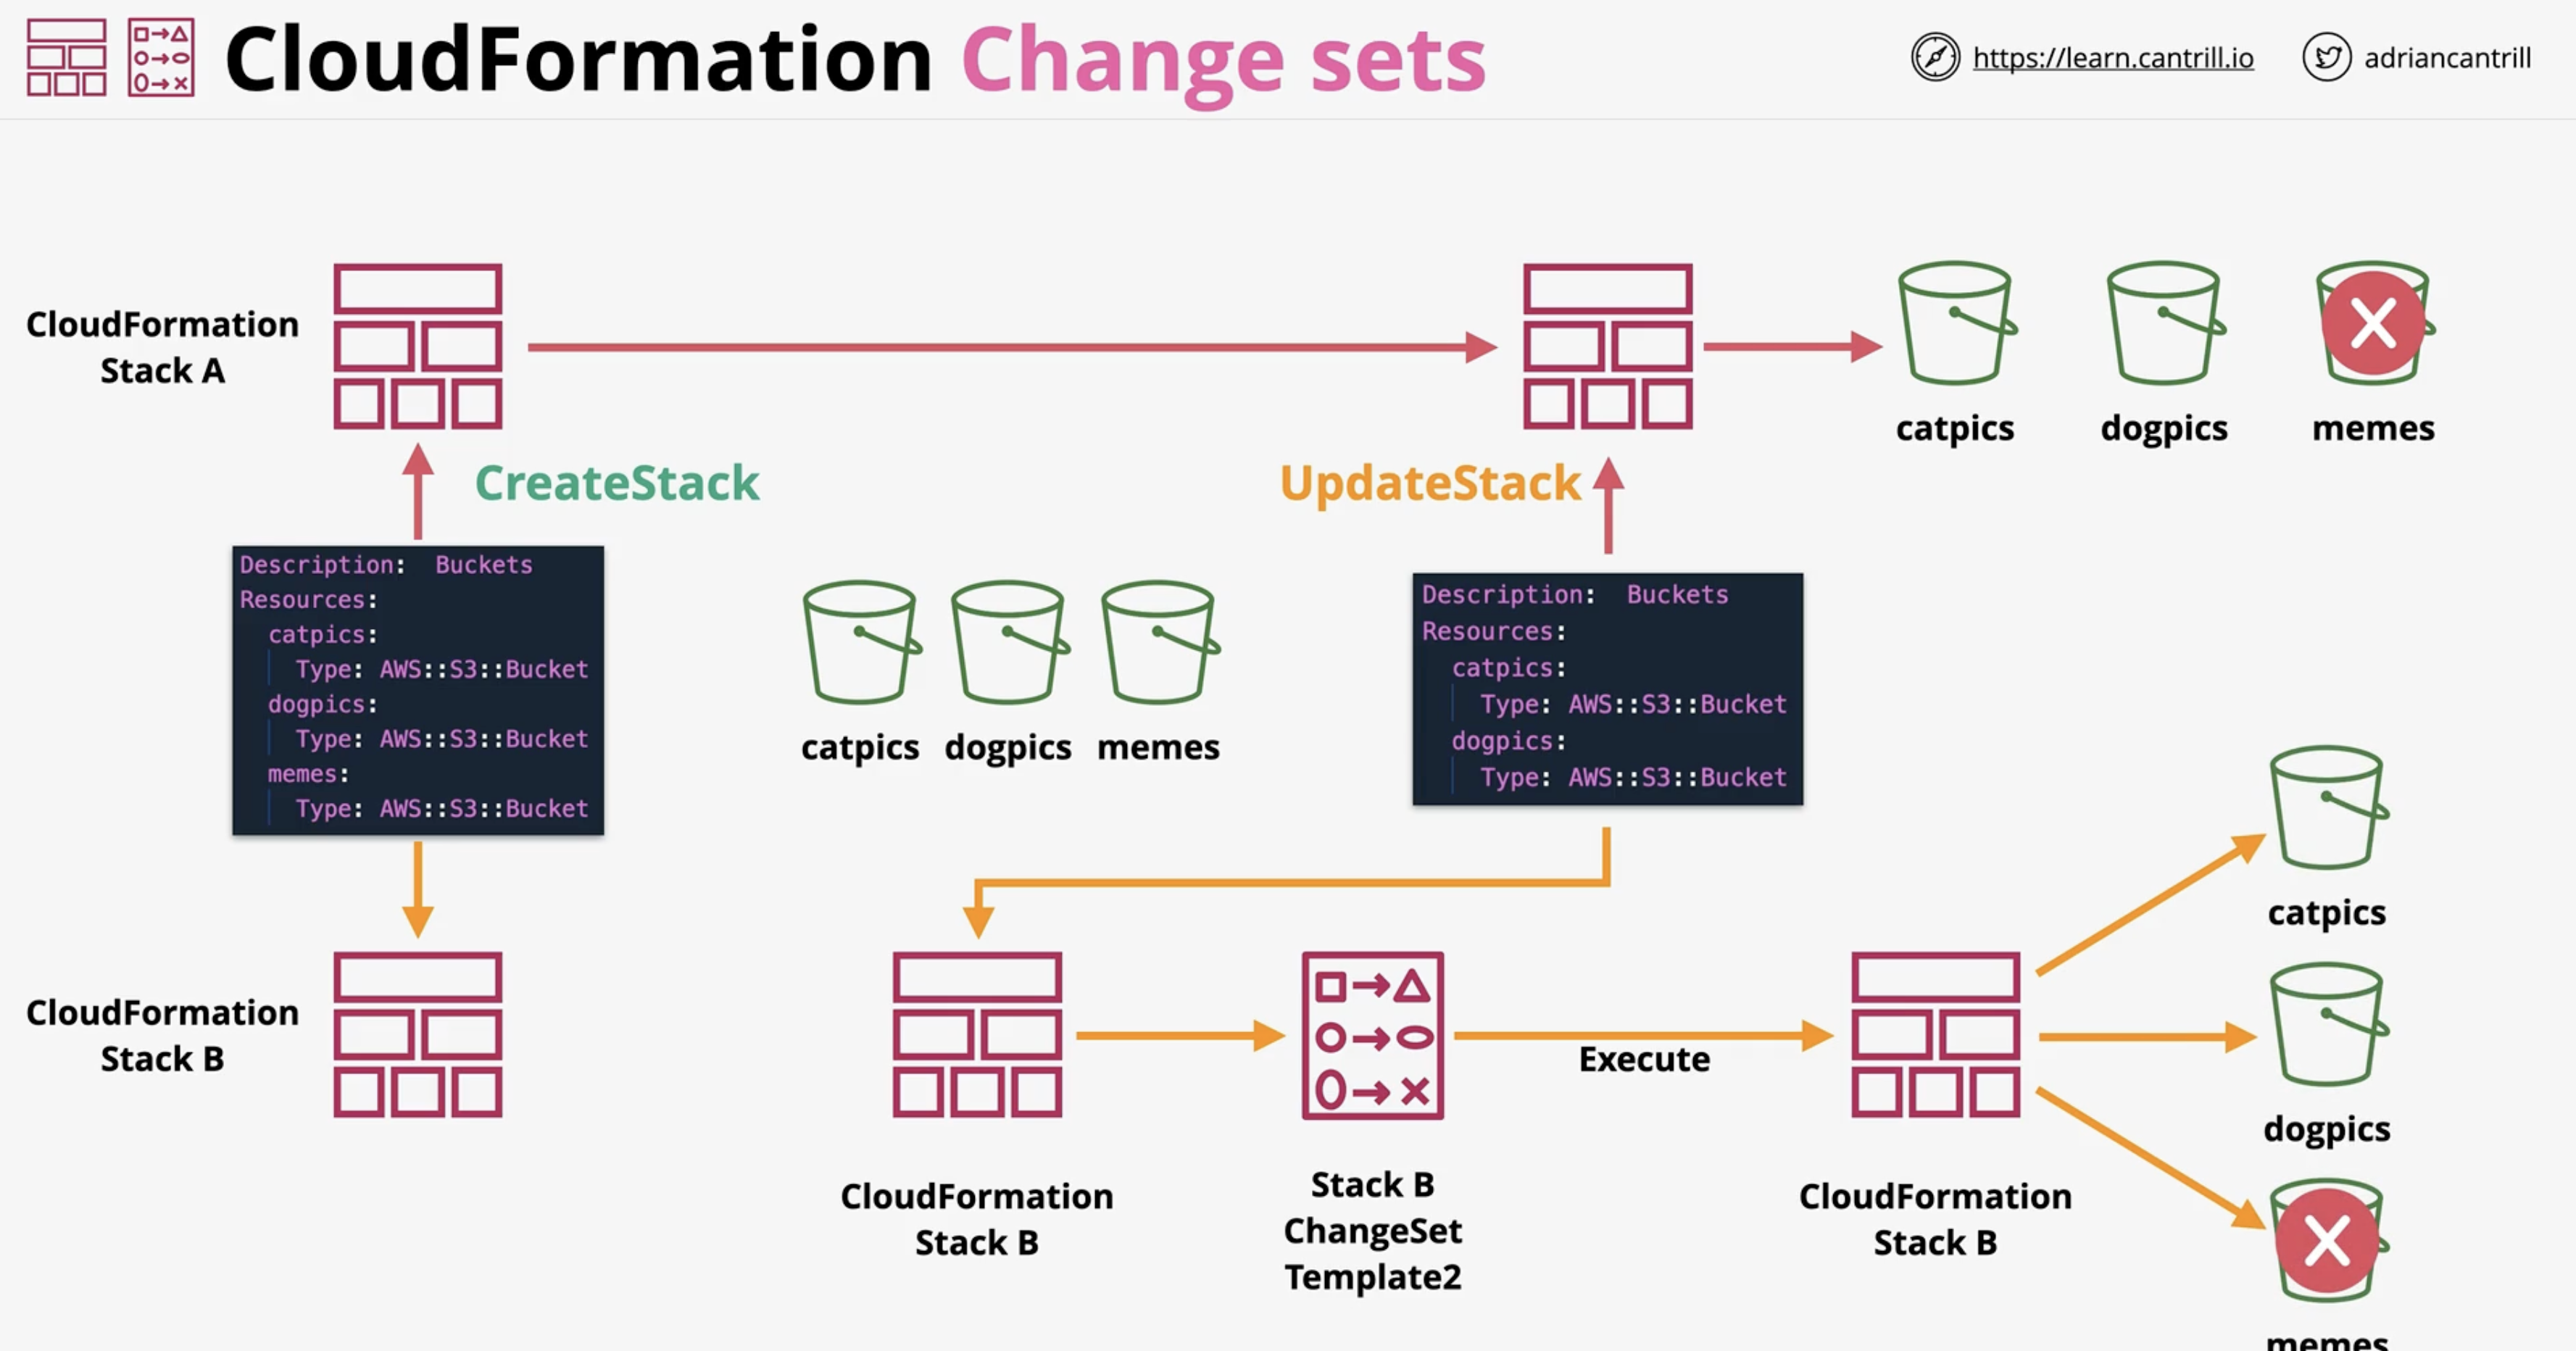 CloudFormation Change sets
https://learn.cantrill.io
adriancantrill
CloudFormation
Stack A
catpics
dogpics
memes
CreateStack
UpdateStack
Description: Buckets
Resources:
catpics:
Type: AWS::S3::Bucket
dogpics:
Type: AWS::S3::Bucket
memes:
Type: AWS::S3::Bucket
catpics
dogpics
memes
Description: Buckets
Resources:
catpics:
Type: AWS::S3::Bucket
dogpics:
Type: AWS::S3::Bucket
CloudFormation
Stack B
CloudFormation
Stack B
Stack B
ChangeSet
Template2
Execute
CloudFormation
Stack B
catpics
dogpics
memes